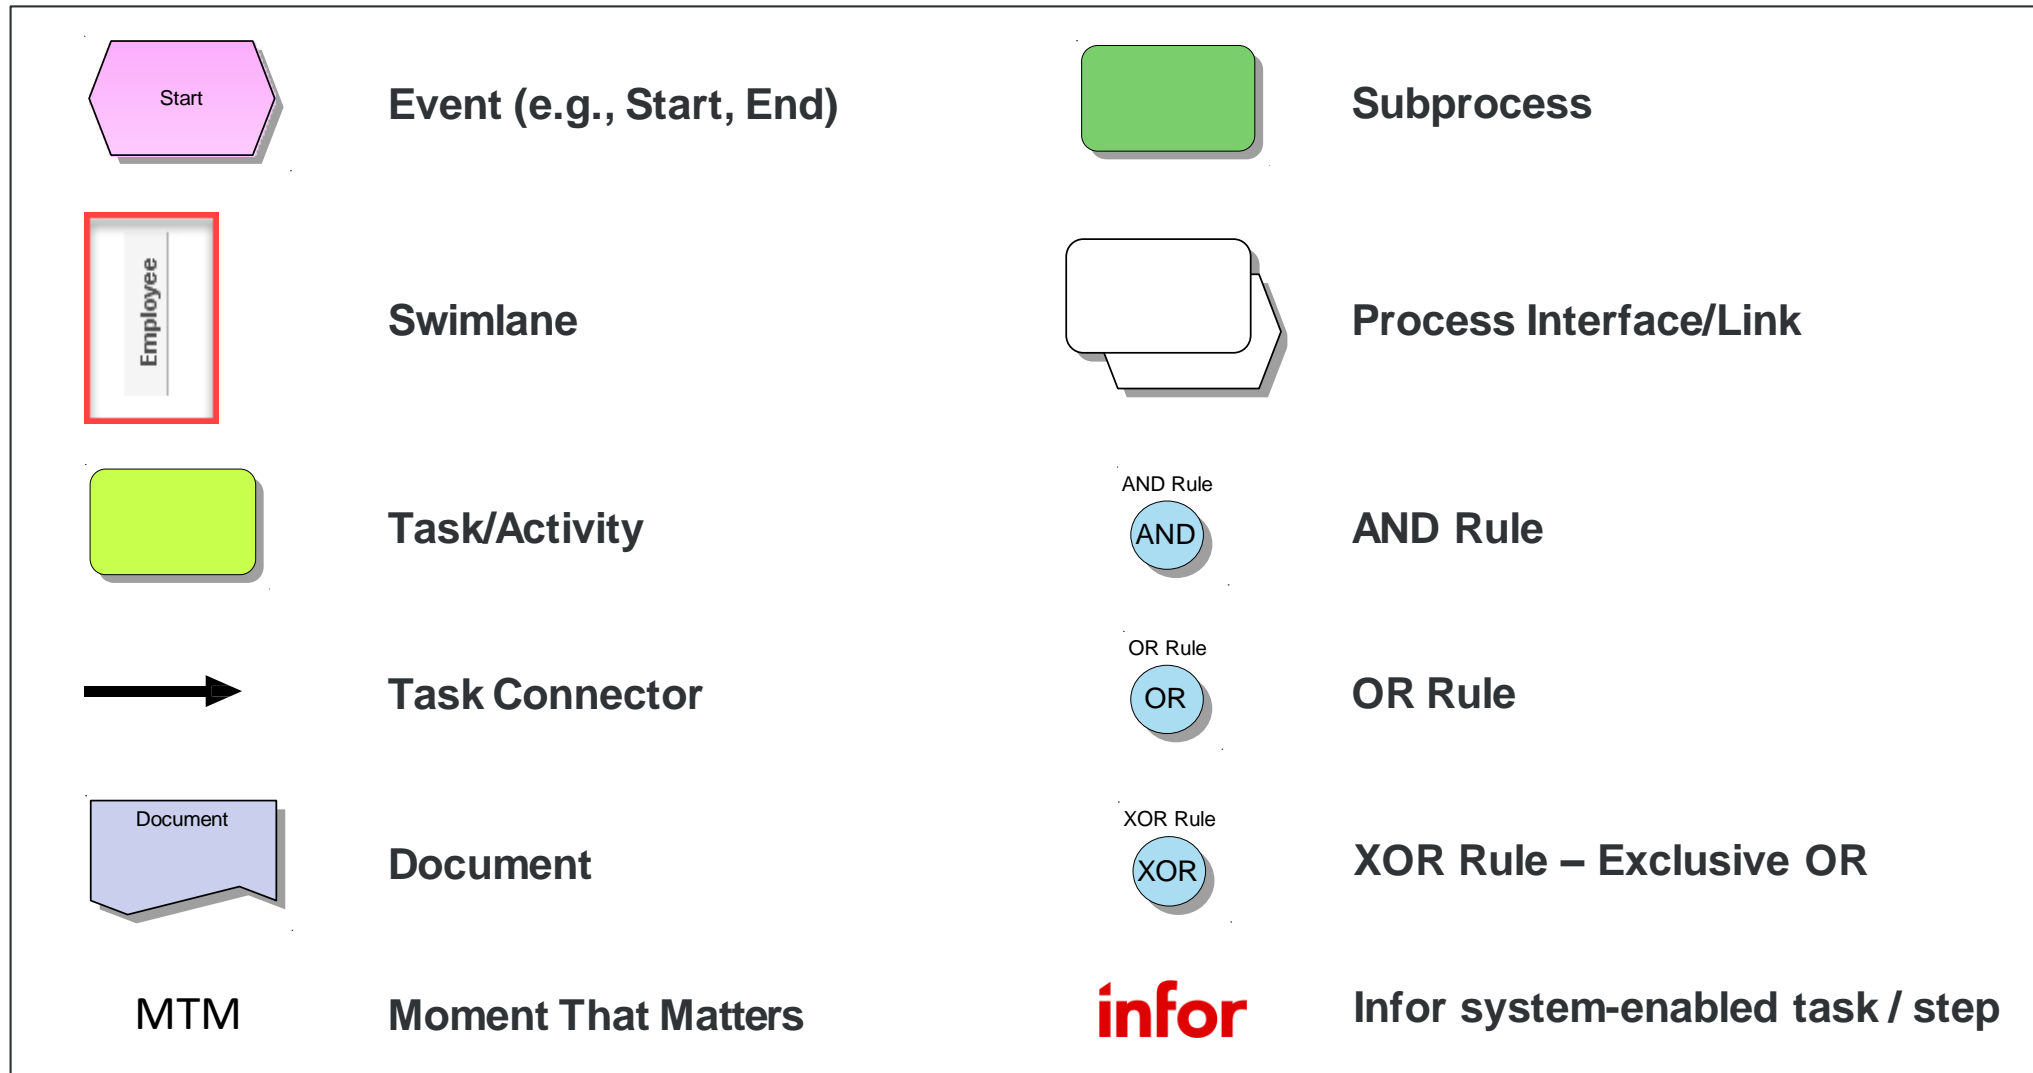 Start
Event (e.g., Start, End)
Subprocess
Employee
Swimlane
Process Interface/Link
Task/Activity
AND Rule
AND
AND Rule
Task Connector
OR Rule
OR
OR Rule
Document
Document
XOR Rule
XOR
XOR Rule – Exclusive OR
MTM
Moment That Matters
infor
Infor system-enabled task / step